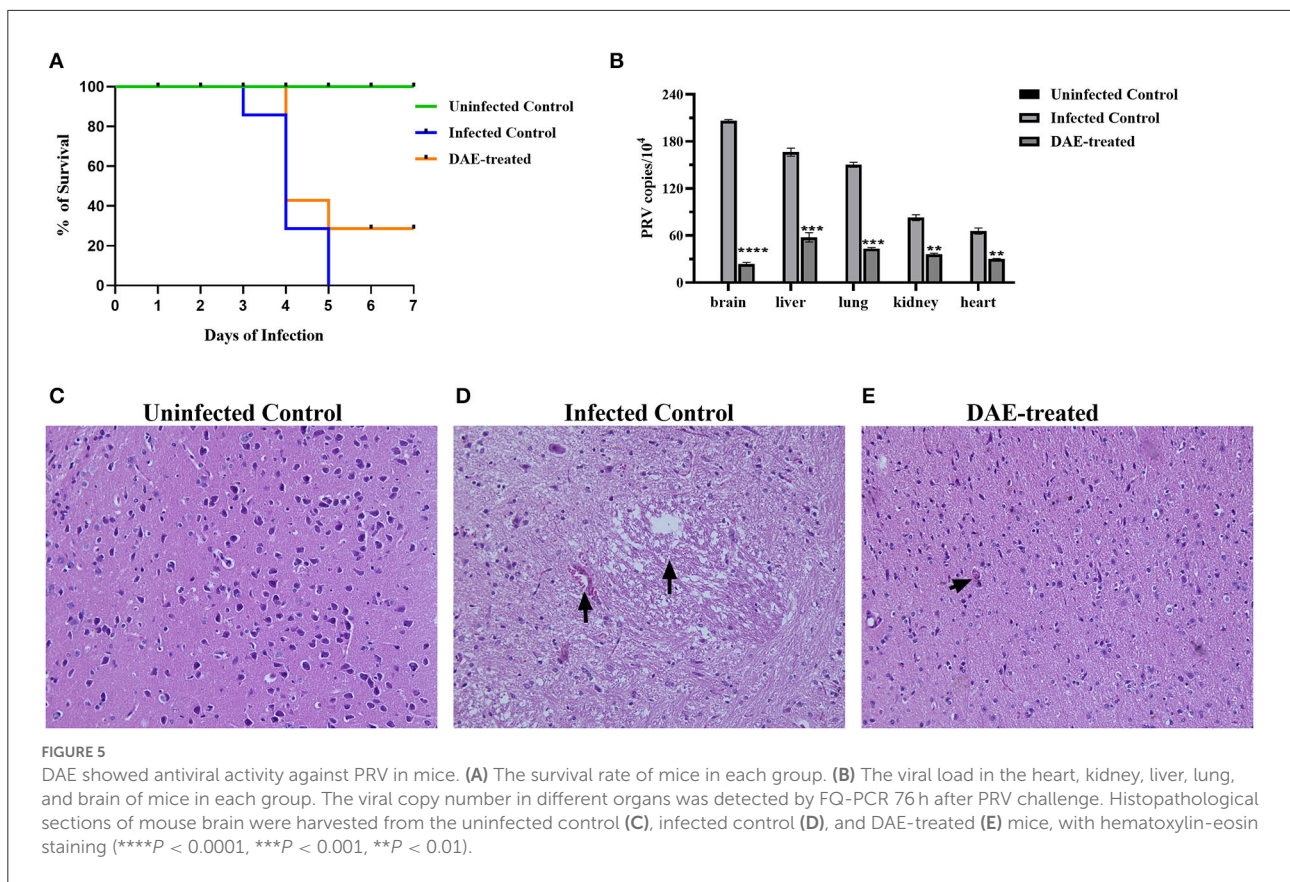 A
% of Survival
100
80
60
40
20
0
0 1 2 3 4 5 6 7
Days of Infection
Uninfected Control
Infected Control
DAE-treated
B
PRV copies/10⁴
240
180
120
60
0
**** *** *** ** **
brain liver lung kidney heart
Uninfected Control
Infected Control
DAE-treated
C
Uninfected Control
D
Infected Control
E
DAE-treated
FIGURE 5
DAE showed antiviral activity against PRV in mice. (A) The survival rate of mice in each group. (B) The viral load in the heart, kidney, liver, lung,
and brain of mice in each group. The viral copy number in different organs was detected by FQ-PCR 76 h after PRV challenge. Histopathological
sections of mouse brain were harvested from the uninfected control (C), infected control (D), and DAE-treated (E) mice, with hematoxylin-eosin
staining (****P < 0.0001, ***P < 0.001, **P < 0.01).